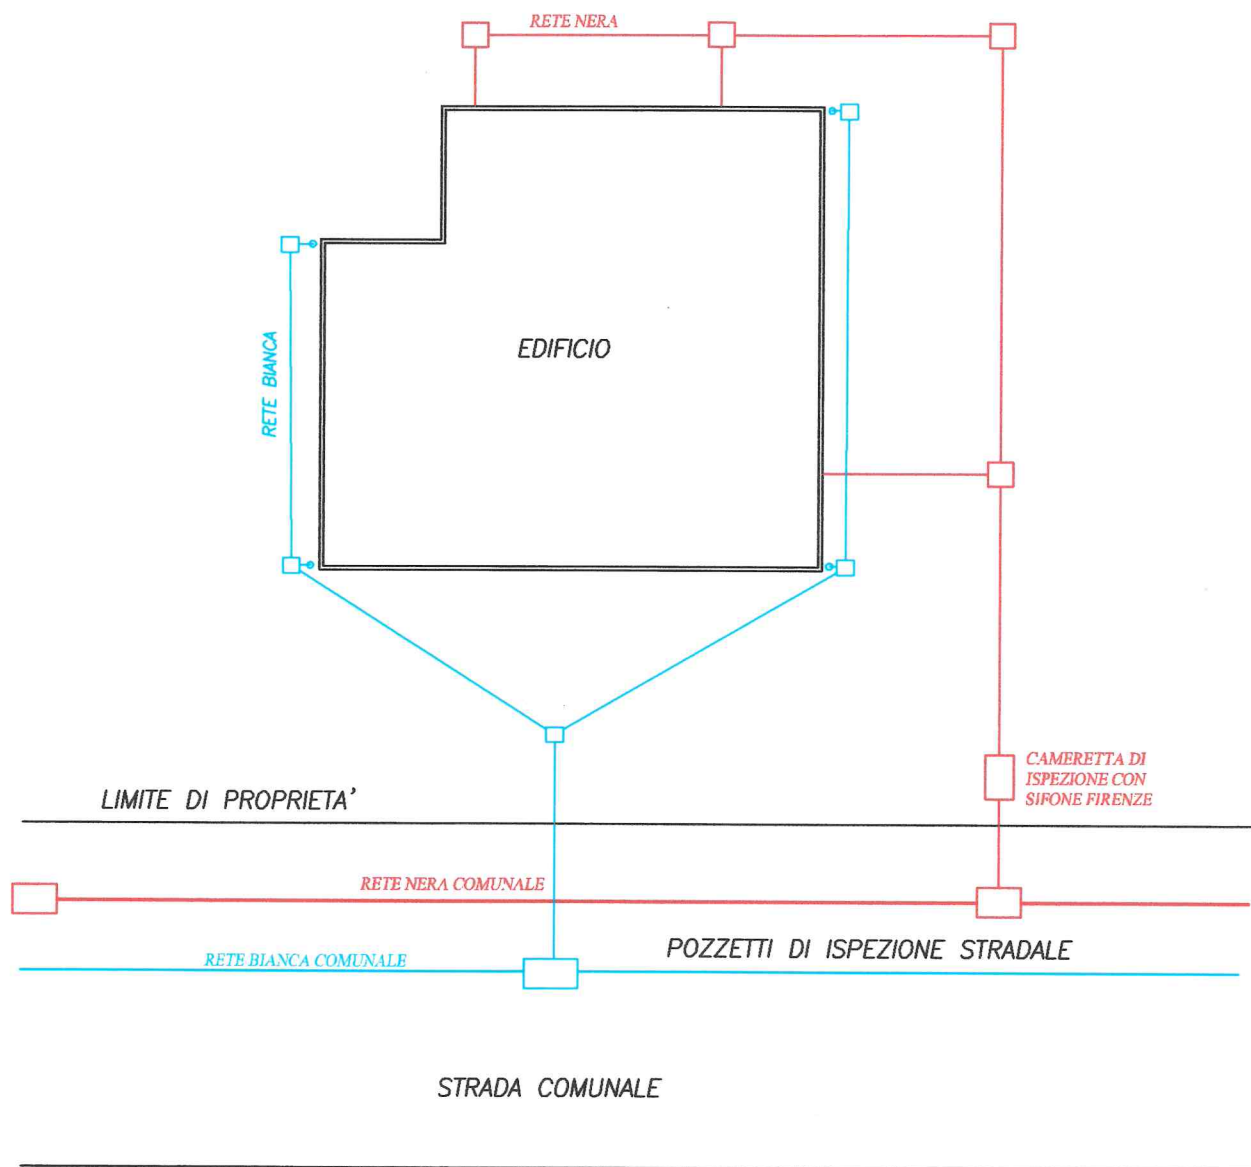 RETE NERA
RETE BIANCA
EDIFICIO
CAMERETTA DI
ISPEZIONE CON
SIFONE FIRENZE
LIMITE DI PROPRIETA'
RETE NERA COMUNALE
POZZETTI DI ISPEZIONE STRADALE
RETE BIANCA COMUNALE
STRADA COMUNALE